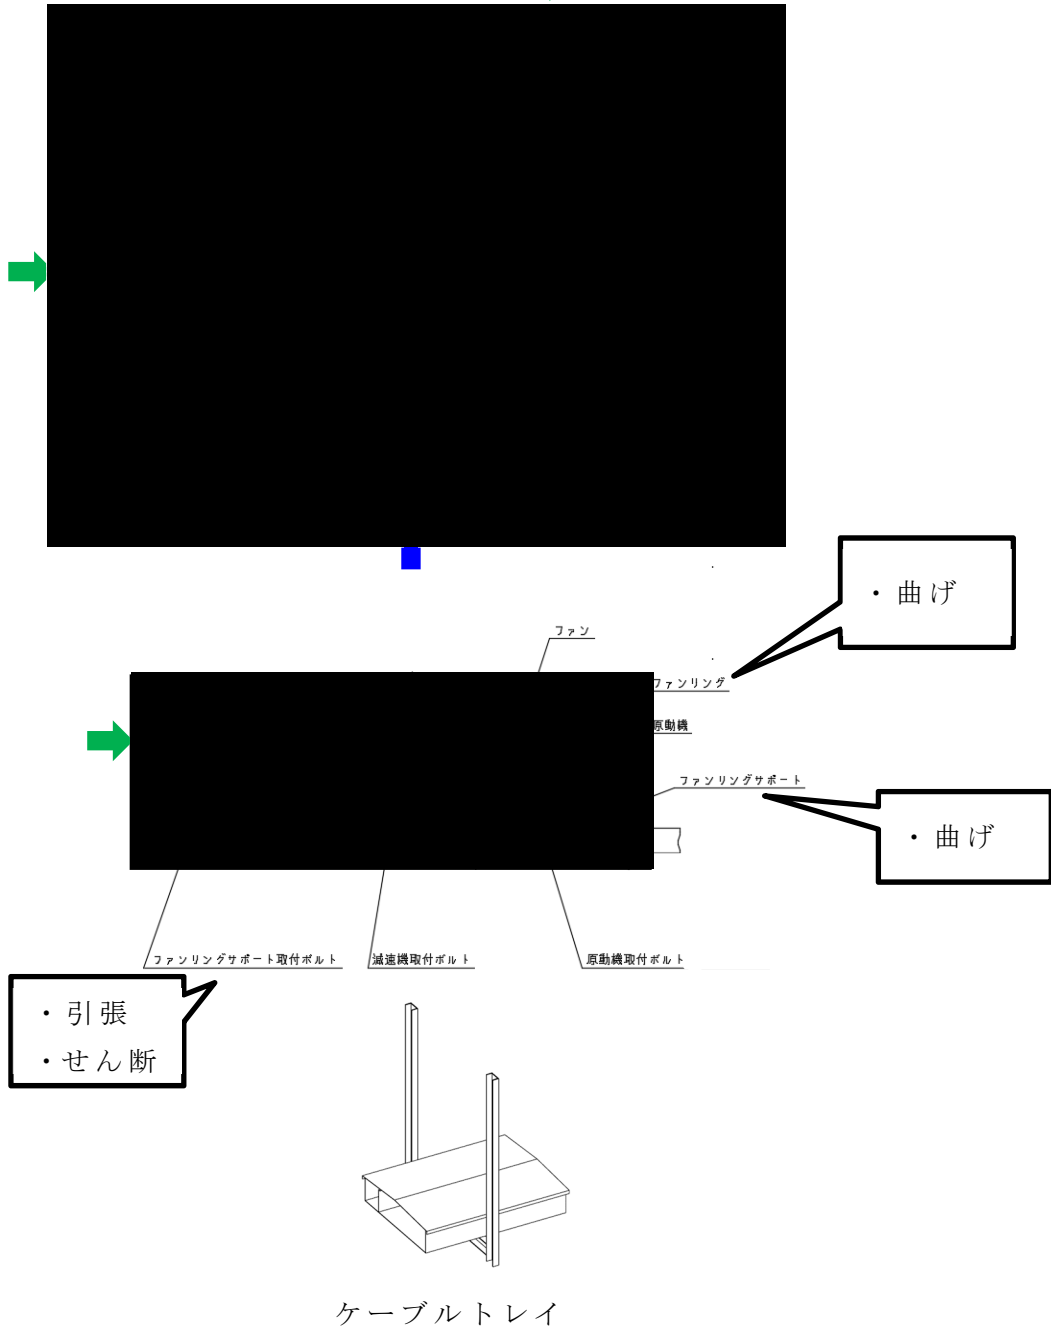 ・曲げ
ファン
ファンリング
原動機
ファンリングサポート
・曲げ
ファンリングサポート取付ボルト
減速機取付ボルト
原動機取付ボルト
・引張
・せん断
ケーブルトレイ